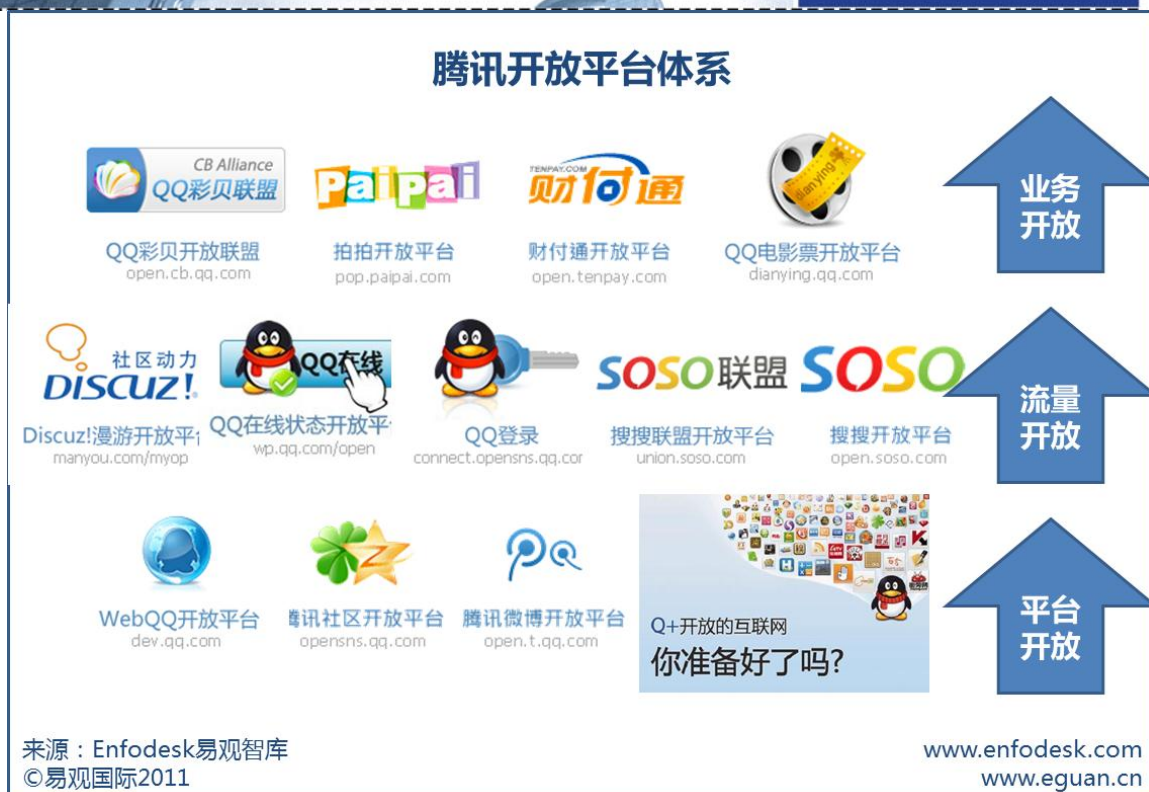 腾讯开放平台体系
CB Alliance
QQ彩贝联盟
PaiPai
TENPAY.COM
财付通
dianying
业务
开放
QQ彩贝开放联盟
拍拍开放平台
财付通开放平台
QQ电影票开放平台
open.cb.qq.com
pop.paipai.com
open.tenpay.com
dianying.qq.com
社区动力
DISCUZ!
QQ在线
SOSO联盟
SOSO
流量
开放
Discuz!漫游开放平
QQ在线状态开放平
QQ登录
搜搜联盟开放平台
搜搜开放平台
manyou.com/myop
wp.qq.com/open
connect.opensns.qq.cor
union.soso.com
open.soso.com
Q+开放的互联网
你准备好了吗?
平台
开放
WebQQ开放平台
腾讯社区开放平台
腾讯微博开放平台
dev.qq.com
opensns.qq.com
open.t.qq.com
来源：Enfodesk易观智库
©易观国际2011
www.enfodesk.com
www.eguan.cn